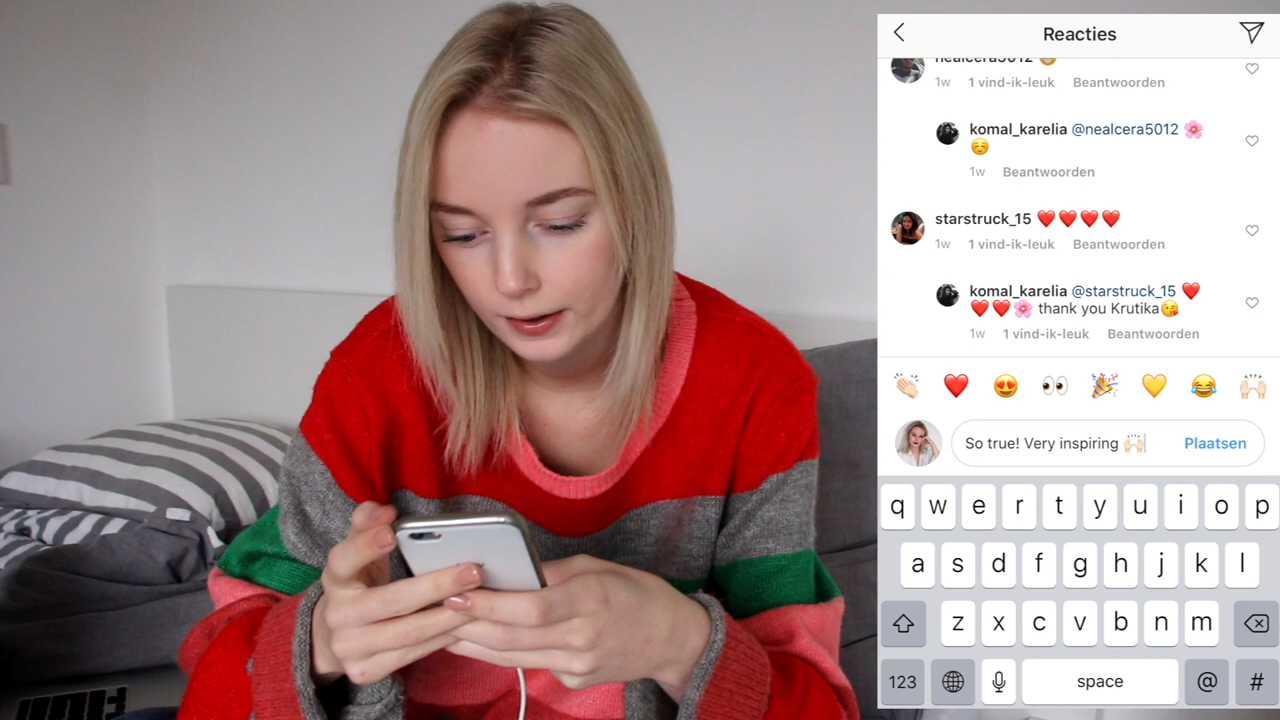 Reacties
nealcera5012 😊
1w 1 vind-ik-leuk Beantwoorden
komal_karelia @nealcera5012 🌸
☺️
1w Beantwoorden
starstruck_15 ❤️❤️❤️❤️
1w 1 vind-ik-leuk Beantwoorden
komal_karelia @starstruck_15 ❤️
❤️❤️🌸 thank you Krutika😘
1w 1 vind-ik-leuk Beantwoorden
👏🏻 ❤️ 😍 👀 🎉 💛 😂 🙌🏻
So true! Very inspiring 🙌🏻 Plaatsen
q w e r t y u i o p
a s d f g h j k l
z x c v b n m
123 space @ #